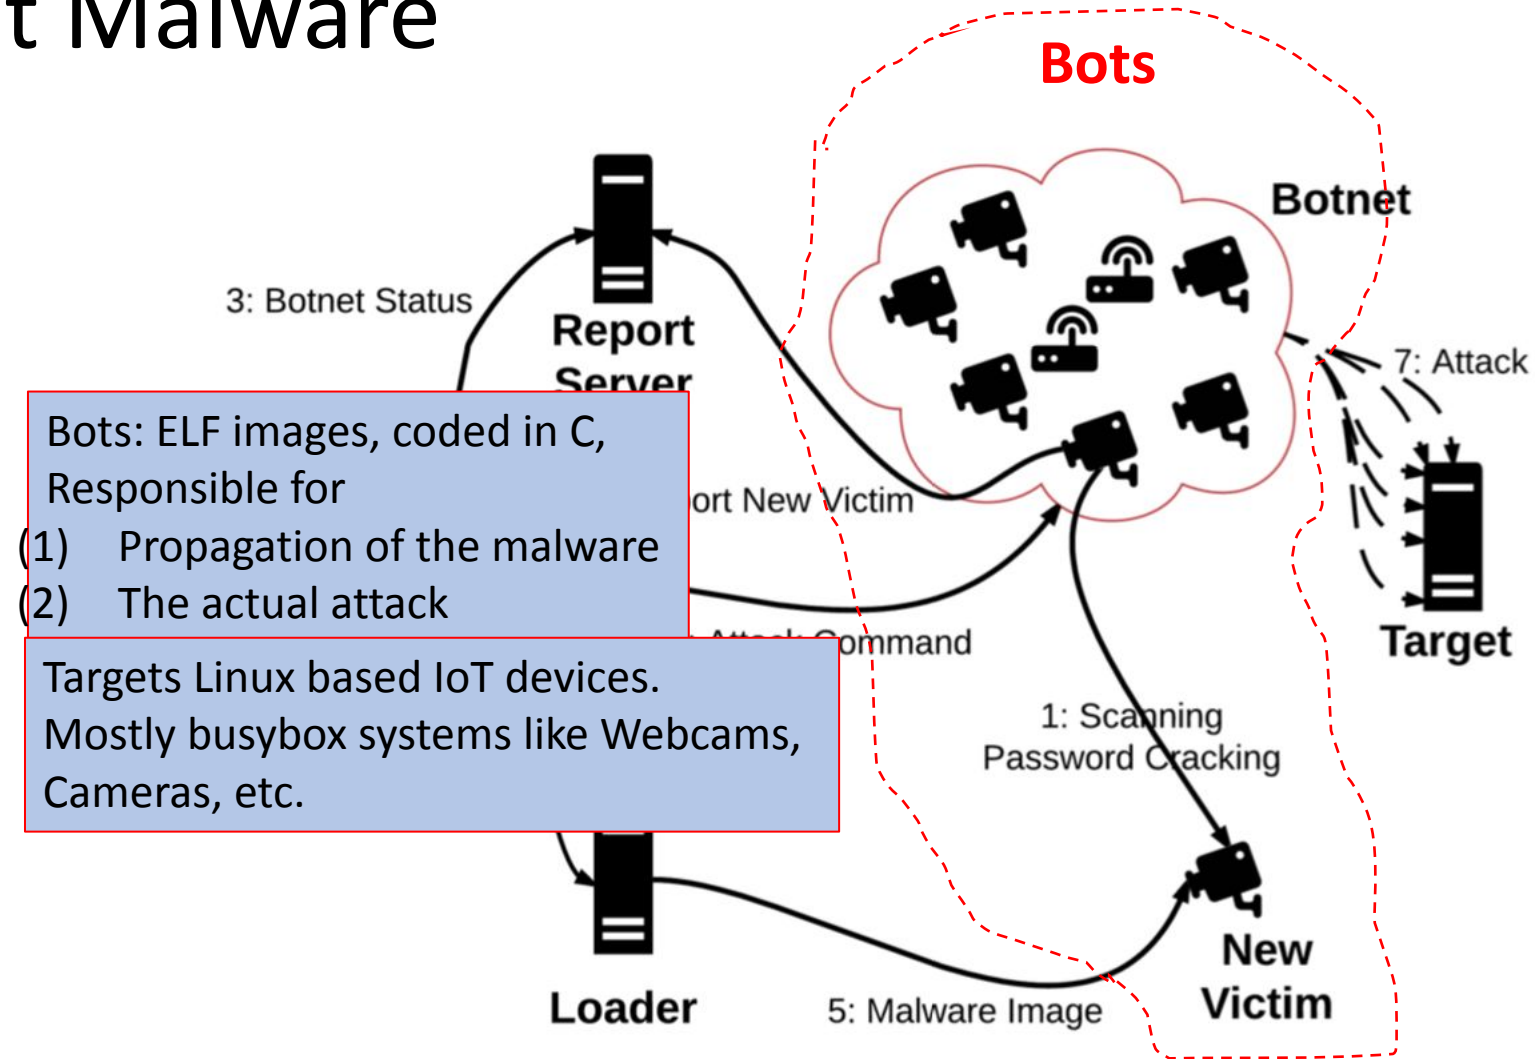 t Malware
Bots
Botnet
3: Botnet Status
Report
Server
7: Attack
Bots: ELF images, coded in C,
Responsible for
(1) Propagation of the malware
(2) The actual attack
ort New Victim
Attack Command
Target
Targets Linux based IoT devices.
Mostly busybox systems like Webcams,
Cameras, etc.
1: Scanning
Password Cracking
New
Victim
Loader
5: Malware Image